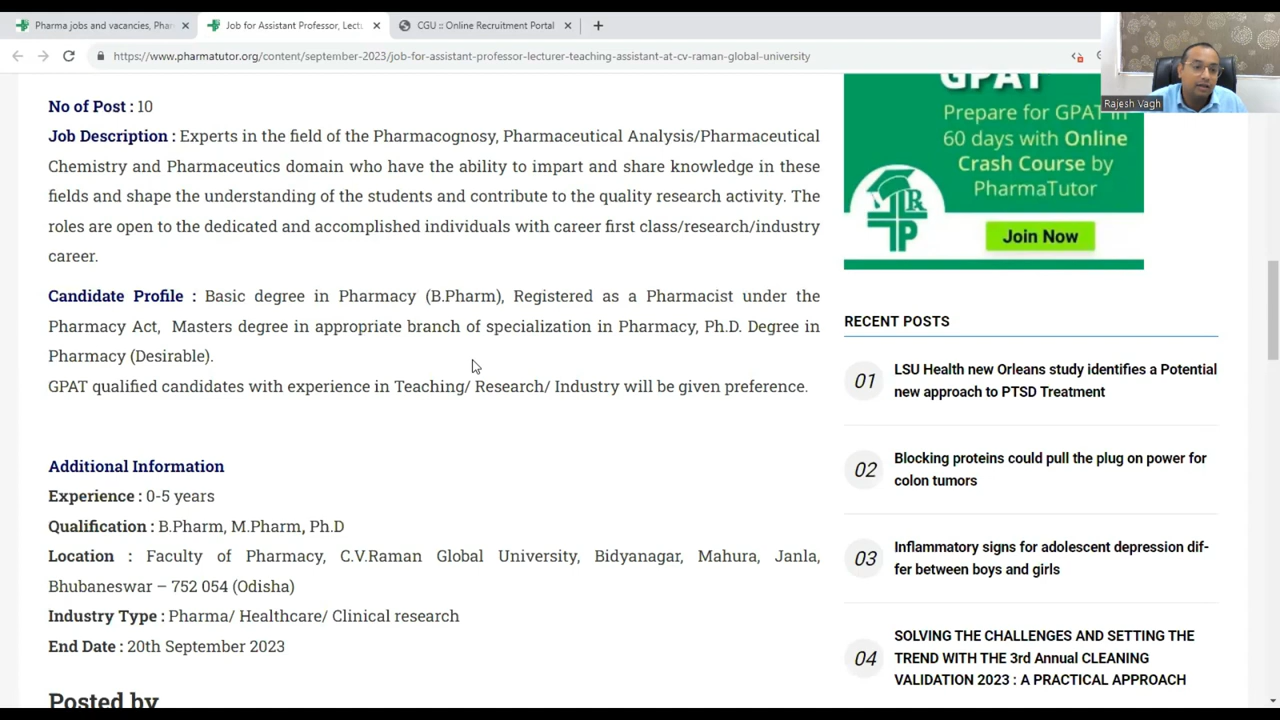 Pharma jobs and vacancies, Phar
Job for Assistant Professor, Lectu
CGU :: Online Recruitment Portal
https://www.pharmatutor.org/content/september-2023/job-for-assistant-professor-lecturer-teaching-assistant-at-cv-raman-global-university
Rajesh Vagh
No of Post : 10
Job Description : Experts in the field of the Pharmacognosy, Pharmaceutical Analysis/Pharmaceutical
Chemistry and Pharmaceutics domain who have the ability to impart and share knowledge in these
fields and shape the understanding of the students and contribute to the quality research activity. The
roles are open to the dedicated and accomplished individuals with career first class/research/industry
career.
Candidate Profile : Basic degree in Pharmacy (B.Pharm), Registered as a Pharmacist under the
Pharmacy Act, Masters degree in appropriate branch of specialization in Pharmacy, Ph.D. Degree in
Pharmacy (Desirable).
GPAT qualified candidates with experience in Teaching/ Research/ Industry will be given preference.
Additional Information
Experience : 0-5 years
Qualification : B.Pharm, M.Pharm, Ph.D
Location : Faculty of Pharmacy, C.V.Raman Global University, Bidyanagar, Mahura, Janla,
Bhubaneswar – 752 054 (Odisha)
Industry Type : Pharma/ Healthcare/ Clinical research
End Date : 20th September 2023
Posted by
GPAT
Prepare for GPAT in
60 days with Online
Crash Course by
PharmaTutor
Join Now
RECENT POSTS
01
LSU Health new Orleans study identifies a Potential
new approach to PTSD Treatment
02
Blocking proteins could pull the plug on power for
colon tumors
03
Inflammatory signs for adolescent depression dif-
fer between boys and girls
04
SOLVING THE CHALLENGES AND SETTING THE
TREND WITH THE 3rd Annual CLEANING
VALIDATION 2023 : A PRACTICAL APPROACH